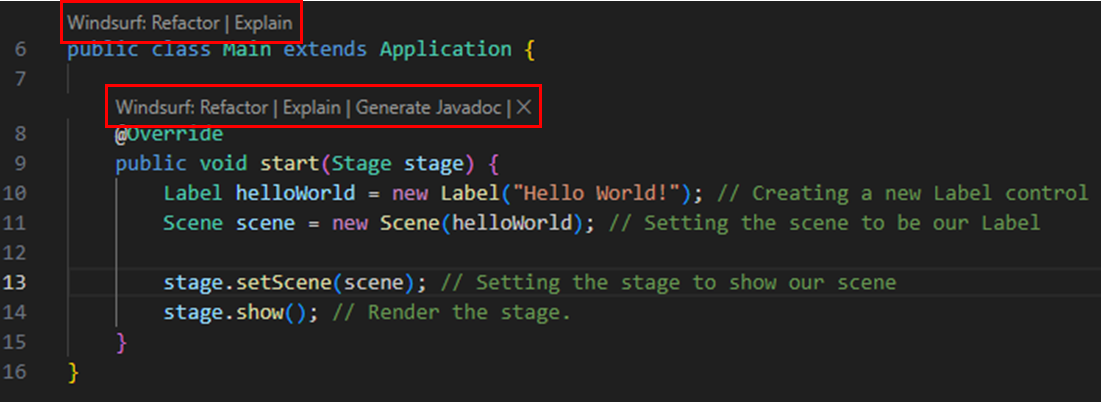 Windsurf: Refactor | Explain
6 public class Main extends Application {
7
Windsurf: Refactor | Explain | Generate Javadoc | ×
8 @Override
9 public void start(Stage stage) {
10 Label helloWorld = new Label("Hello World!"); // Creating a new Label control
11 Scene scene = new Scene(helloWorld); // Setting the scene to be our Label
12
13 stage.setScene(scene); // Setting the stage to show our scene
14 stage.show(); // Render the stage.
15 }
16 }